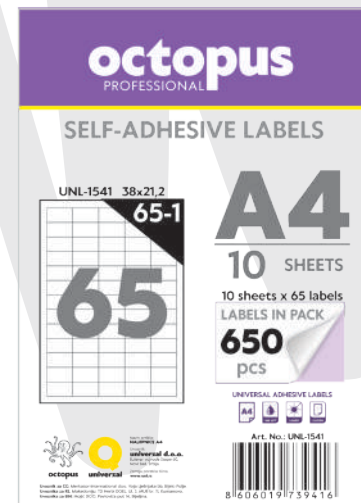 octopus
PROFESSIONAL
SELF-ADHESIVE LABELS
UNL-1541 38x21,2
65-1
65
A4
10 SHEETS
10 sheets x 65 labels
LABELS IN PACK
650
pcs
UNIVERSAL ADHESIVE LABELS
A4
Art. No.: UNL-1541
8 606019 739416
universal d.o.o.
octopus universal